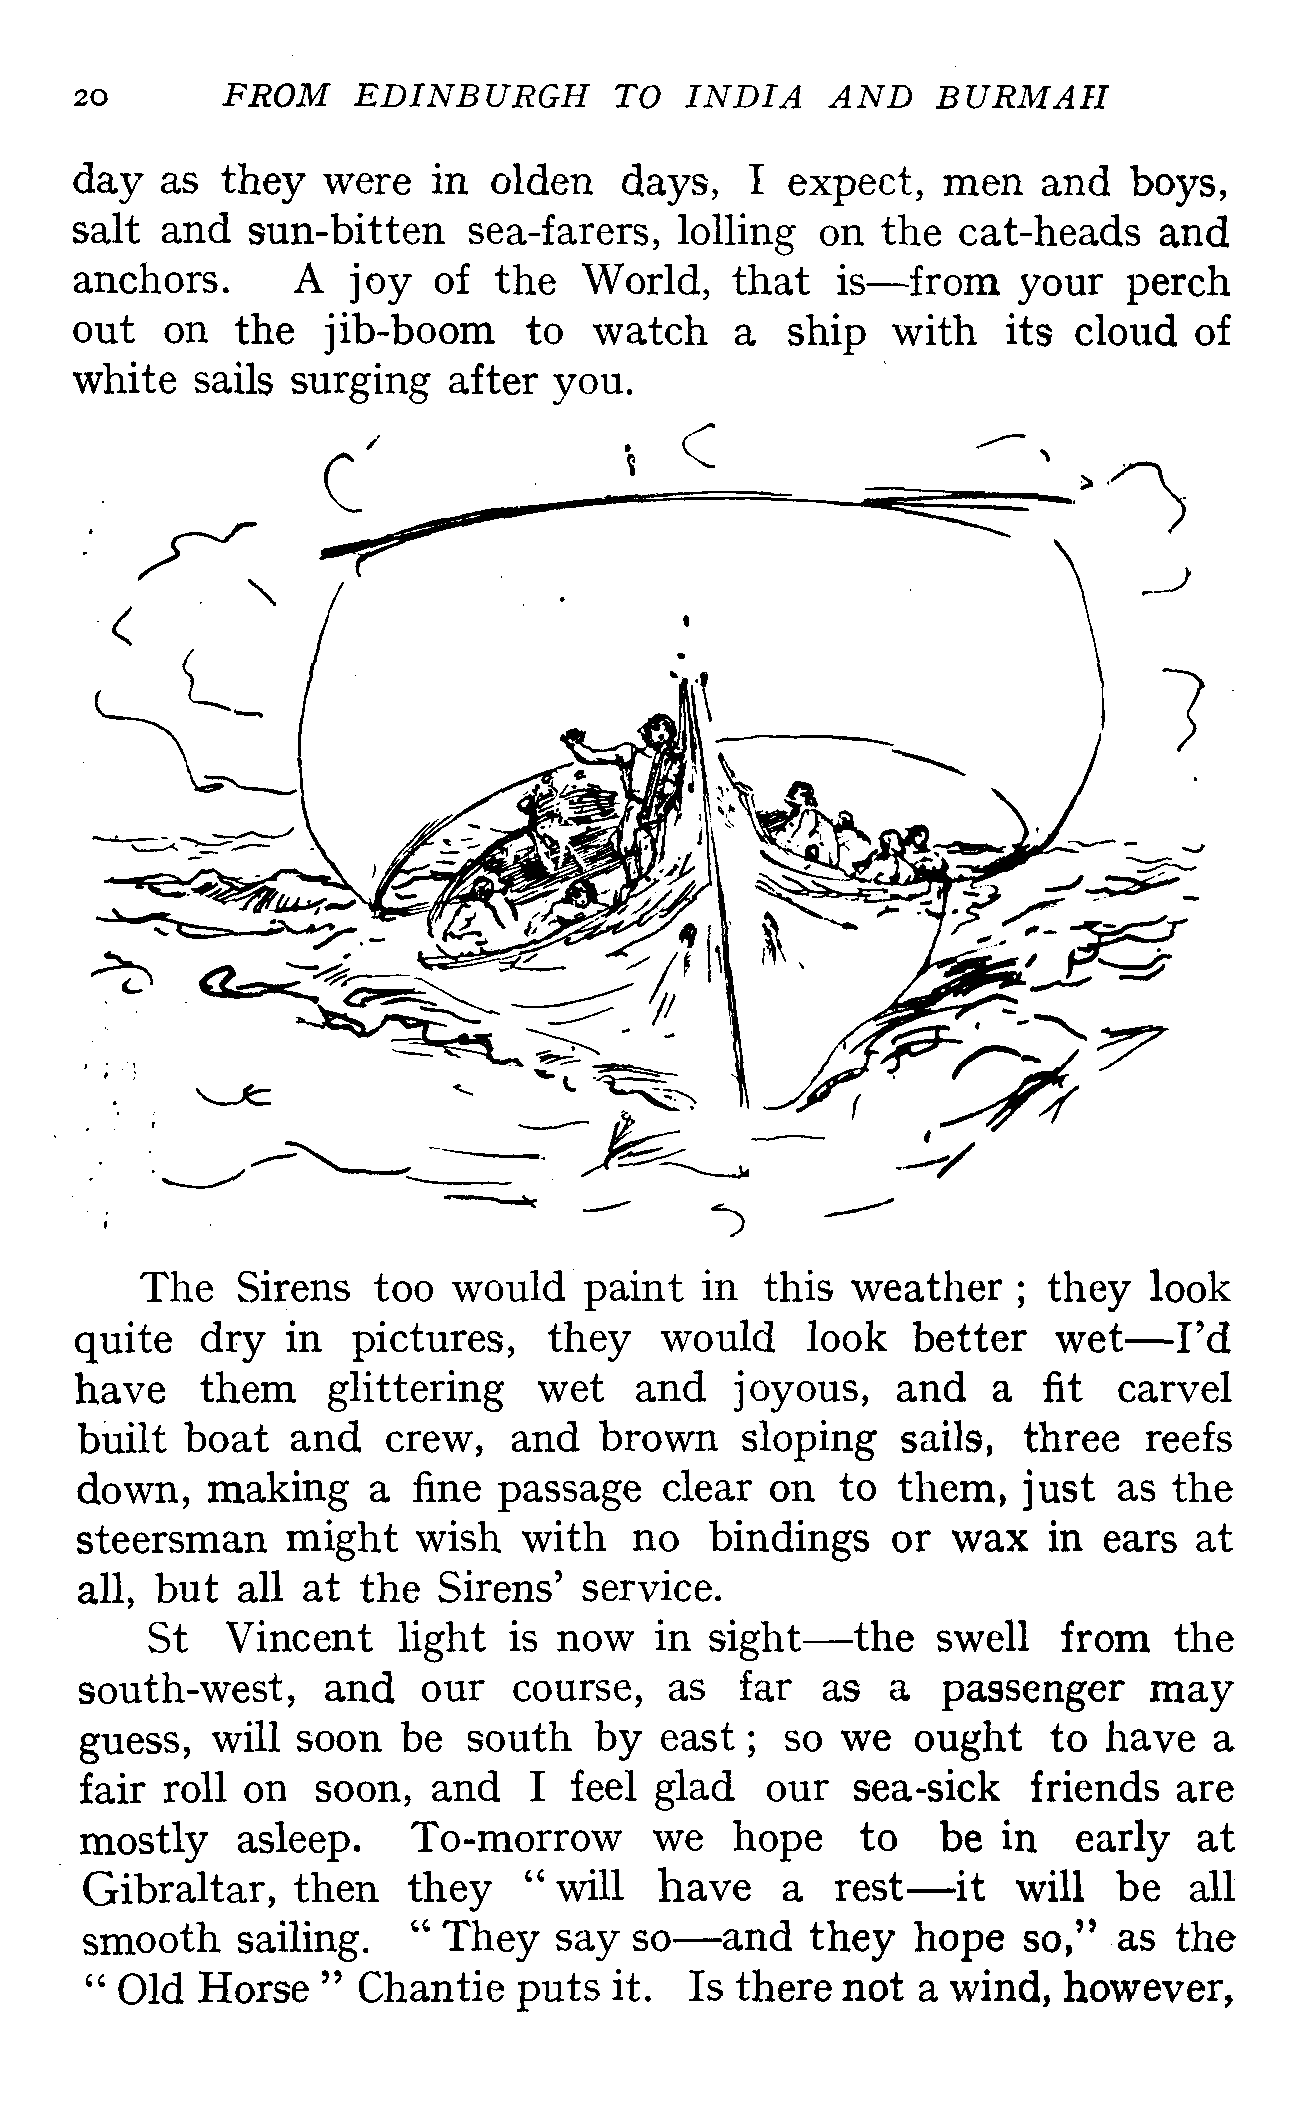 20 FROM EDINBURGH TO INDIA AND BURMAH
day as they were in olden days, I expect, men and boys,
salt and sun-bitten sea-farers, lolling on the cat-heads and
anchors. A joy of the World, that is—from your perch
out on the jib-boom to watch a ship with its cloud of
white sails surging after you.
The Sirens too would paint in this weather ; they look
quite dry in pictures, they would look better wet—I’d
have them glittering wet and joyous, and a fit carvel
built boat and crew, and brown sloping sails, three reefs
down, making a fine passage clear on to them, just as the
steersman might wish with no bindings or wax in ears at
all, but all at the Sirens’ service.
St Vincent light is now in sight—the swell from the
south-west, and our course, as far as a passenger may
guess, will soon be south by east ; so we ought to have a
fair roll on soon, and I feel glad our sea-sick friends are
mostly asleep. To-morrow we hope to be in early at
Gibraltar, then they “ will have a rest—it will be all
smooth sailing. “ They say so—and they hope so,” as the
“ Old Horse ” Chantie puts it. Is there not a wind, however,